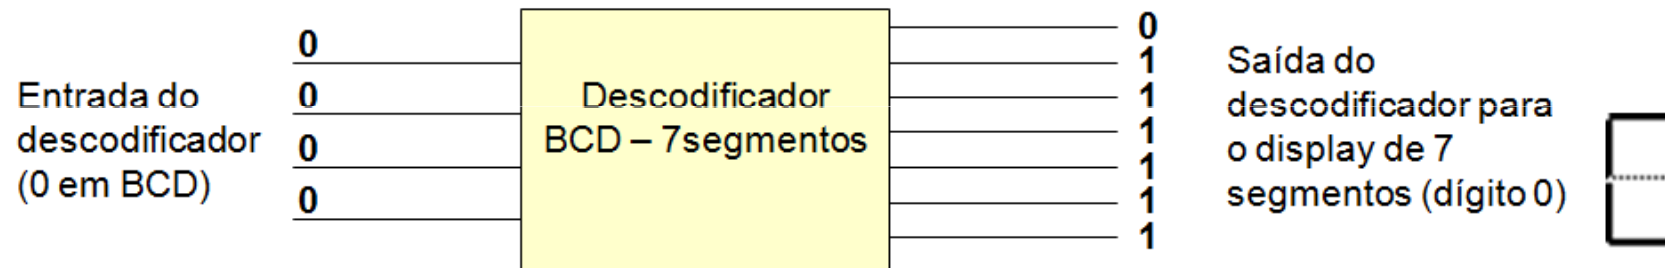 Entrada do
descodificador
(0 em BCD)
0
0
0
0
Descodificador
BCD – 7segmentos
0
1
1
1
1
1
1
Saída do
descodificador para
o display de 7
segmentos (dígito 0)